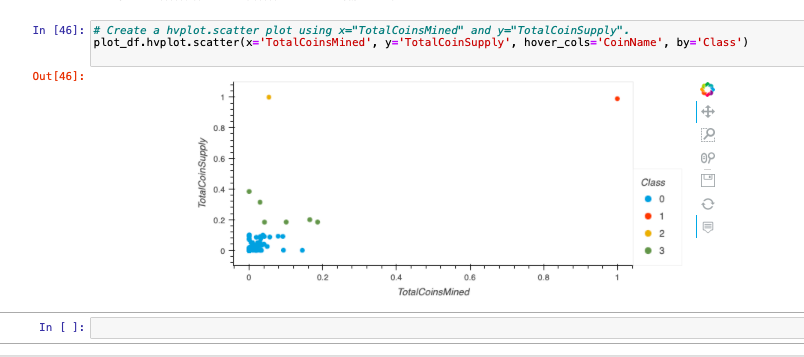 In [46]: # Create a hvplot.scatter plot using x="TotalCoinsMined" and y="TotalCoinSupply".
plot_df.hvplot.scatter(x='TotalCoinsMined', y='TotalCoinSupply', hover_cols='CoinName', by='Class')
Out[46]:
TotalCoinSupply
1
0.8
0.6
0.4
0.2
0
0 0.2 0.4 0.6 0.8 1
TotalCoinsMined
Class
0
1
2
3
In [ ]: